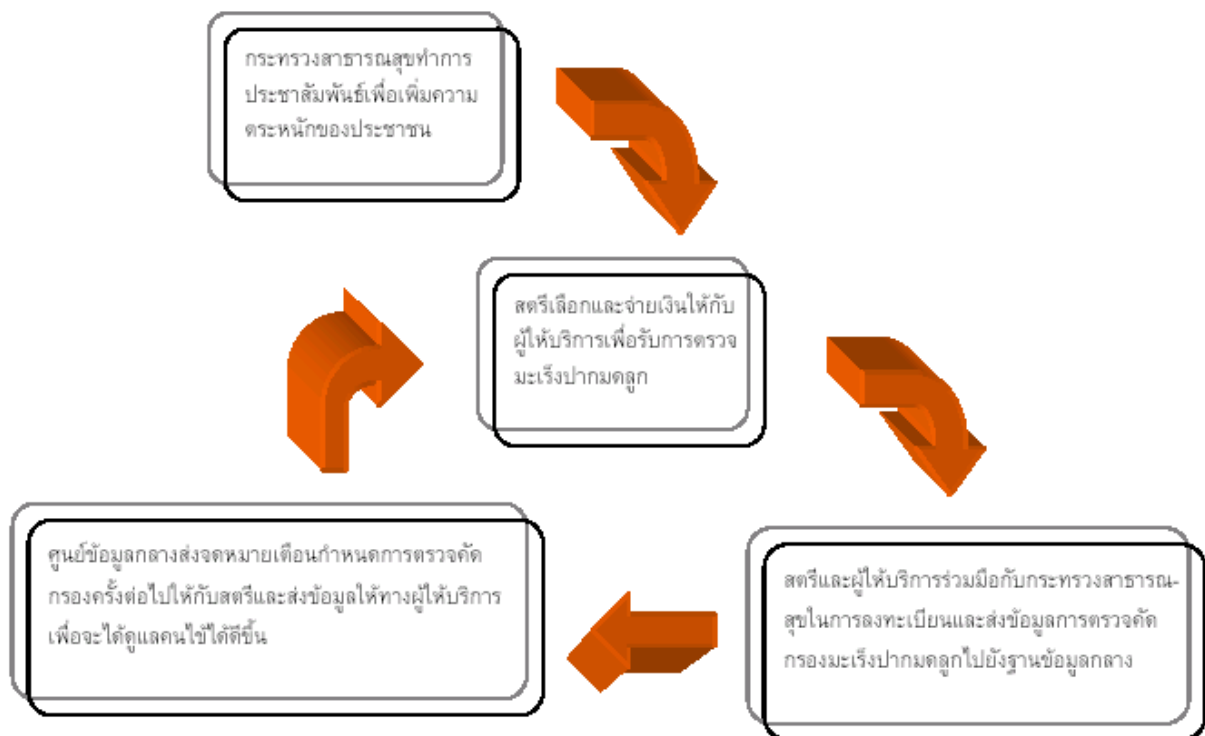 กระทรวงสาธารณสุขทำการ
ประชาสัมพันธ์เพื่อเพิ่มความ
ตระหนักของประชาชน
สตรีเลือกและจ่ายเงินให้กับ
ผู้ให้บริการเพื่อรับการตรวจ
มะเร็งปากมดลูก
สตรีและผู้ให้บริการร่วมมือกับกระทรวงสาธารณ-
สุขในการลงทะเบียนและส่งข้อมูลการตรวจคัด
กรองมะเร็งปากมดลูกไปยังฐานข้อมูลกลาง
ศูนย์ข้อมูลกลางส่งจดหมายเตือนกำหนดการตรวจคัด
กรองครั้งต่อไปให้กับสตรีและส่งข้อมูลให้ทางผู้ให้บริการ
เพื่อจะได้ดูแลคนไข้ได้ดีขึ้น